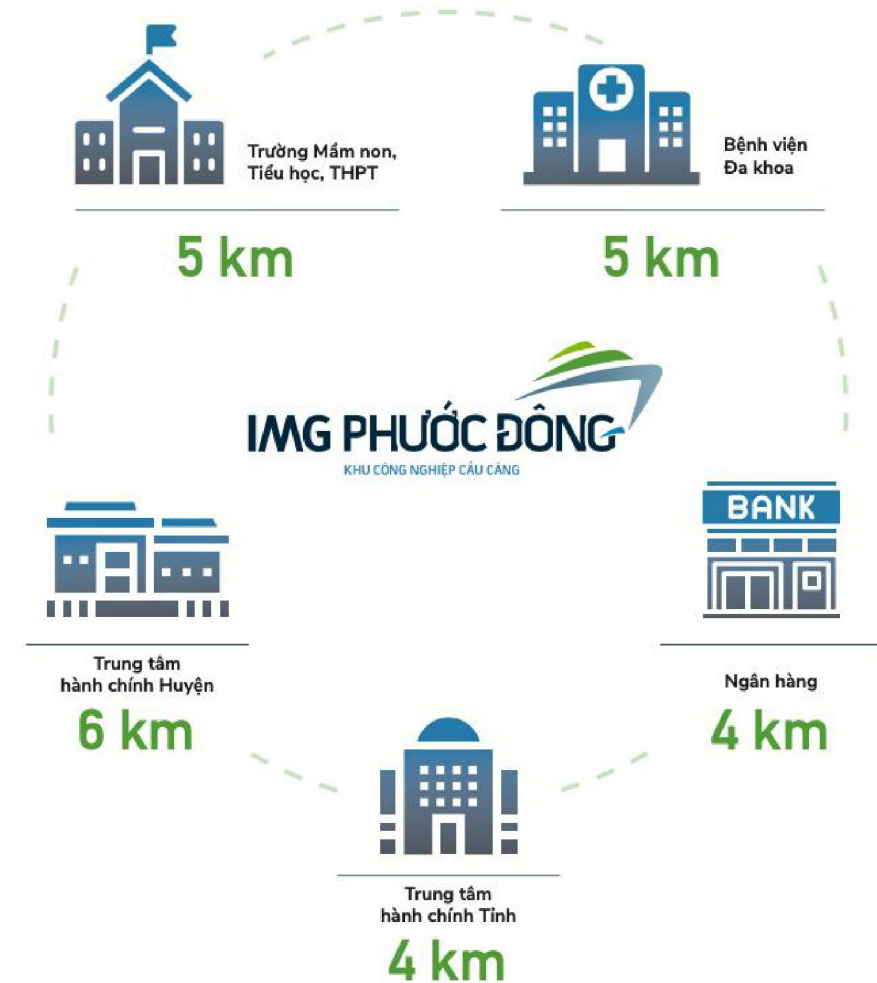 Trường Mầm non,
Tiểu học, THPT
5 km
Bệnh viện
Đa khoa
5 km
IMG PHƯỚC ĐÔNG
KHU CÔNG NGHIỆP CẦU CẢNG
BANK
Trung tâm
hành chính Huyện
6 km
Ngân hàng
4 km
Trung tâm
hành chính Tỉnh
4 km